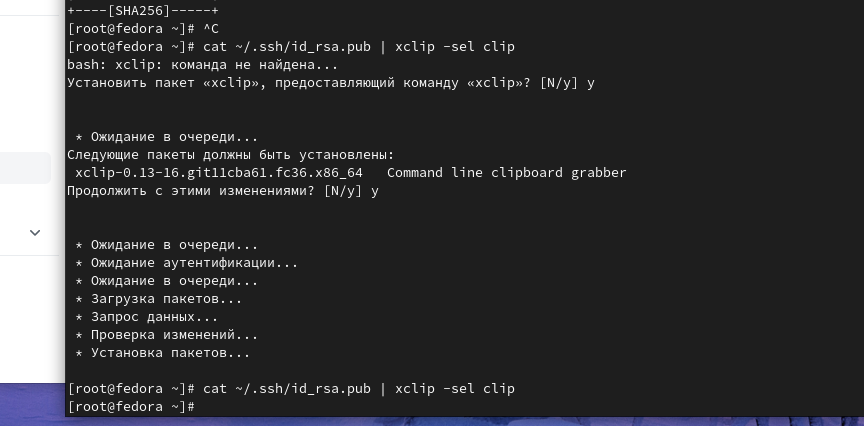 +----[SHA256]-----+
[root@fedora ~]# ^C
[root@fedora ~]# cat ~/.ssh/id_rsa.pub | xclip -sel clip
bash: xclip: команда не найдена...
Установить пакет «xclip», предоставляющий команду «xclip»? [N/y] y
* Ожидание в очереди...
Следующие пакеты должны быть установлены:
xclip-0.13-16.git11cba61.fc36.x86_64   Command line clipboard grabber
Продолжить с этими изменениями? [N/y] y
* Ожидание в очереди...
* Ожидание аутентификации...
* Ожидание в очереди...
* Загрузка пакетов...
* Запрос данных...
* Проверка изменений...
* Установка пакетов...
[root@fedora ~]# cat ~/.ssh/id_rsa.pub | xclip -sel clip
[root@fedora ~]#